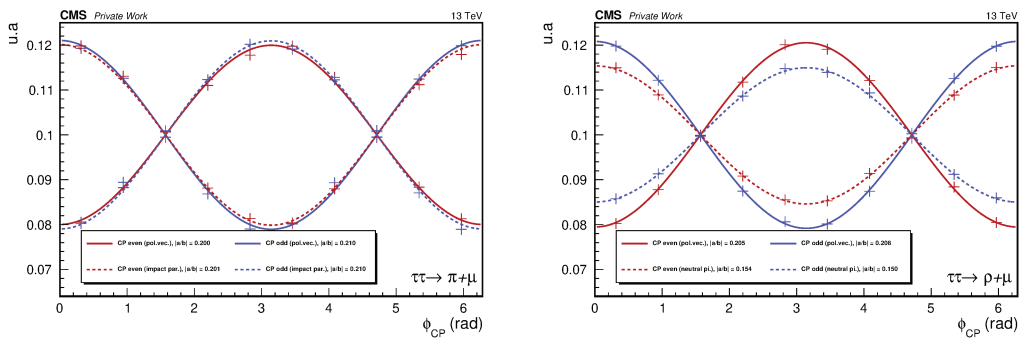 CMS Private Work 13 TeV
u.a
0.12
0.11
0.1
0.09
0.08
0.07
CP even (pol.vec.), |a/b| = 0.200 CP odd (pol.vec.), |a/b| = 0.210
CP even (impact par.), |a/b| = 0.201 CP odd (impact par.), |a/b| = 0.210
ττ→ π+μ
0 1 2 3 4 5 6
ϕCP (rad)
CMS Private Work 13 TeV
u.a
0.12
0.11
0.1
0.09
0.08
0.07
CP even (pol.vec.), |a/b| = 0.205 CP odd (pol.vec.), |a/b| = 0.208
CP even (neutral pi.), |a/b| = 0.154 CP odd (neutral pi.), |a/b| = 0.150
ττ→ ρ+μ
0 1 2 3 4 5 6
ϕCP (rad)